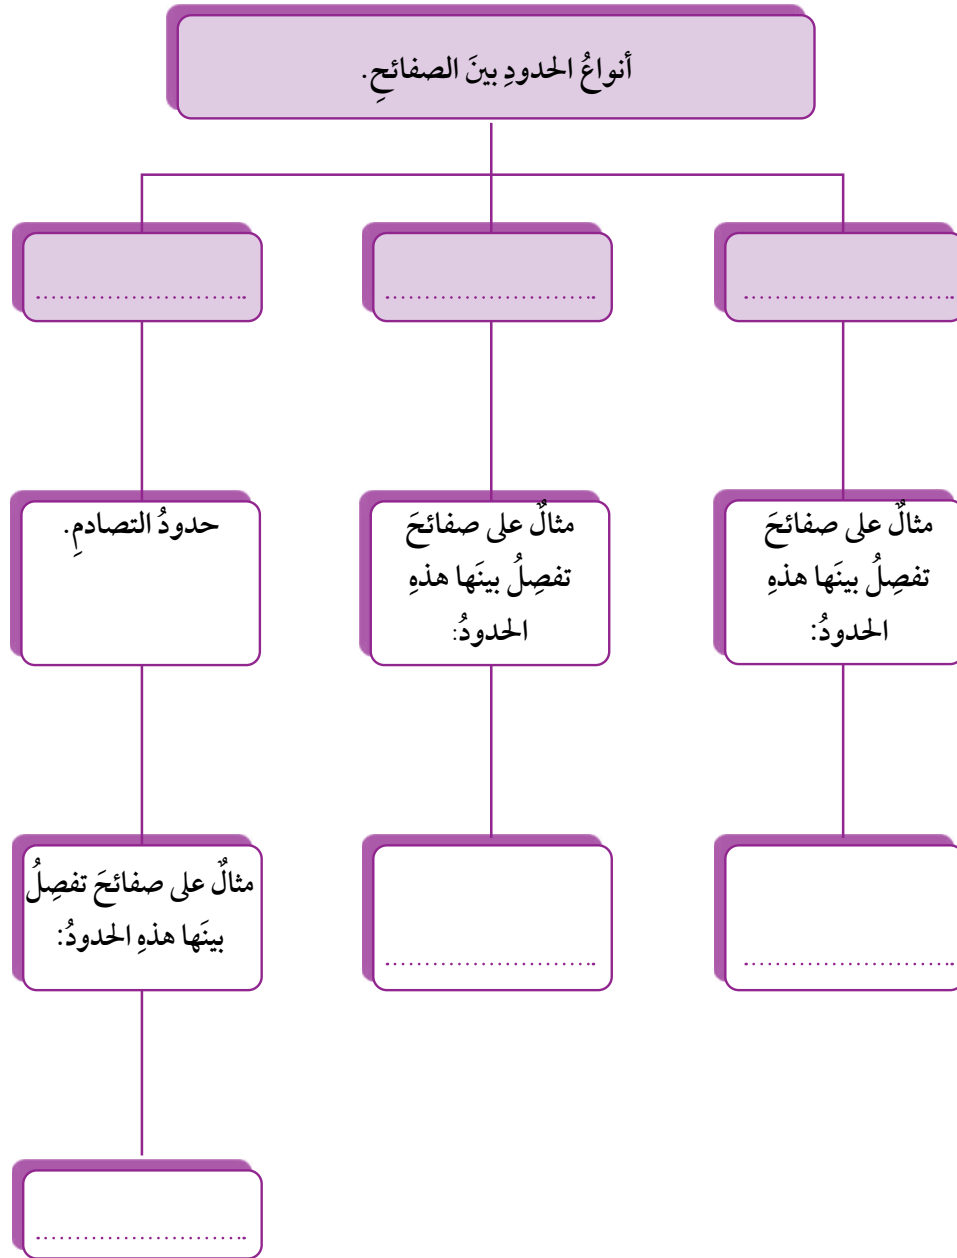 أنواعُ الحدودِ بينَ الصفائحِ.
..............................
..............................
..............................
مثالٌ على صفائحَ
تفصِلُ بينَها هذهِ
الحدودُ:
مثالٌ على صفائحَ
تفصِلُ بينَها هذهِ
الحدودُ:
حدودُ التصادمِ.
..............................
..............................
مثالٌ على صفائحَ تفصِلُ
بينَها هذهِ الحدودُ:
..............................